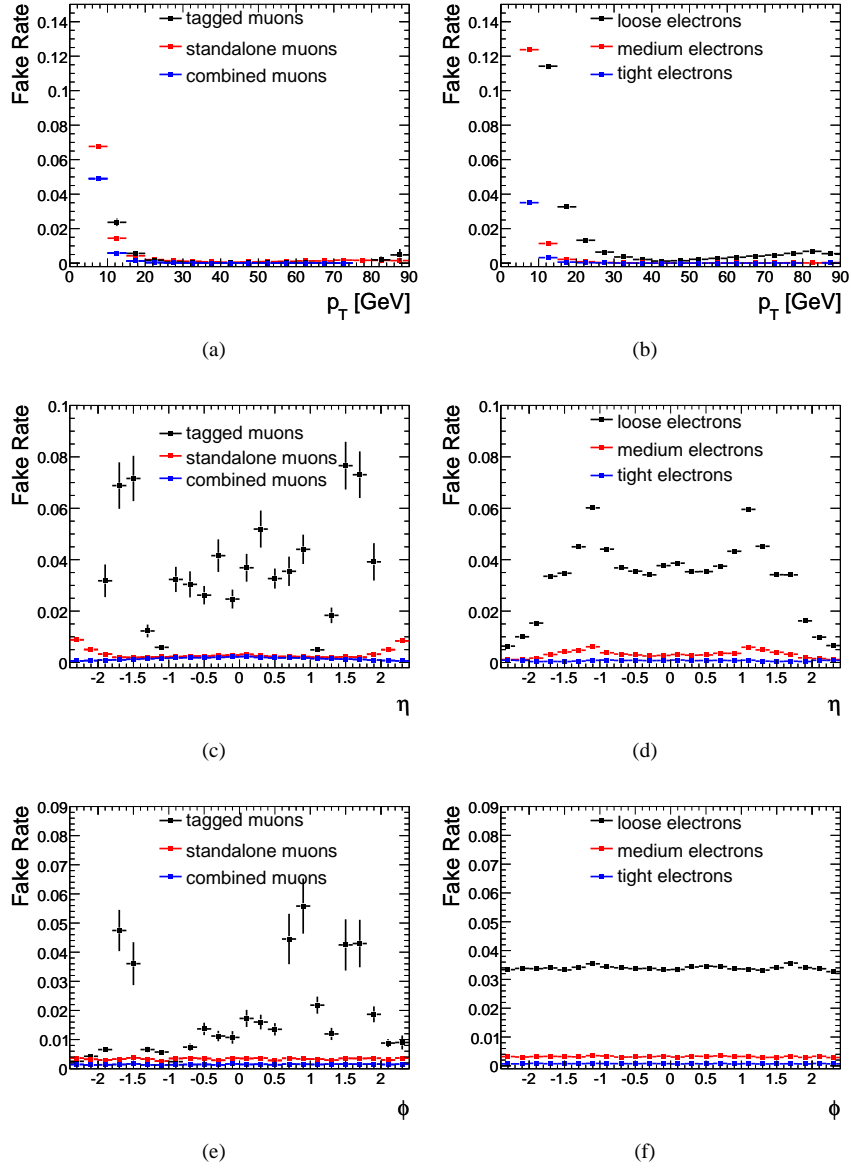 Fake Rate
0.14
0.12
0.1
0.08
0.06
0.04
0.02
0
tagged muons
standalone muons
combined muons
0 10 20 30 40 50 60 70 80 90
p_T [GeV]
(a)
Fake Rate
0.14
0.12
0.1
0.08
0.06
0.04
0.02
0
loose electrons
medium electrons
tight electrons
0 10 20 30 40 50 60 70 80 90
p_T [GeV]
(b)
Fake Rate
0.1
0.08
0.06
0.04
0.02
0
tagged muons
standalone muons
combined muons
-2 -1.5 -1 -0.5 0 0.5 1 1.5 2
η
(c)
Fake Rate
0.1
0.08
0.06
0.04
0.02
0
loose electrons
medium electrons
tight electrons
-2 -1.5 -1 -0.5 0 0.5 1 1.5 2
η
(d)
Fake Rate
0.09
0.08
0.07
0.06
0.05
0.04
0.03
0.02
0.01
0
tagged muons
standalone muons
combined muons
-2 -1.5 -1 -0.5 0 0.5 1 1.5 2
ϕ
(e)
Fake Rate
0.09
0.08
0.07
0.06
0.05
0.04
0.03
0.02
0.01
0
loose electrons
medium electrons
tight electrons
-2 -1.5 -1 -0.5 0 0.5 1 1.5 2
ϕ
(f)